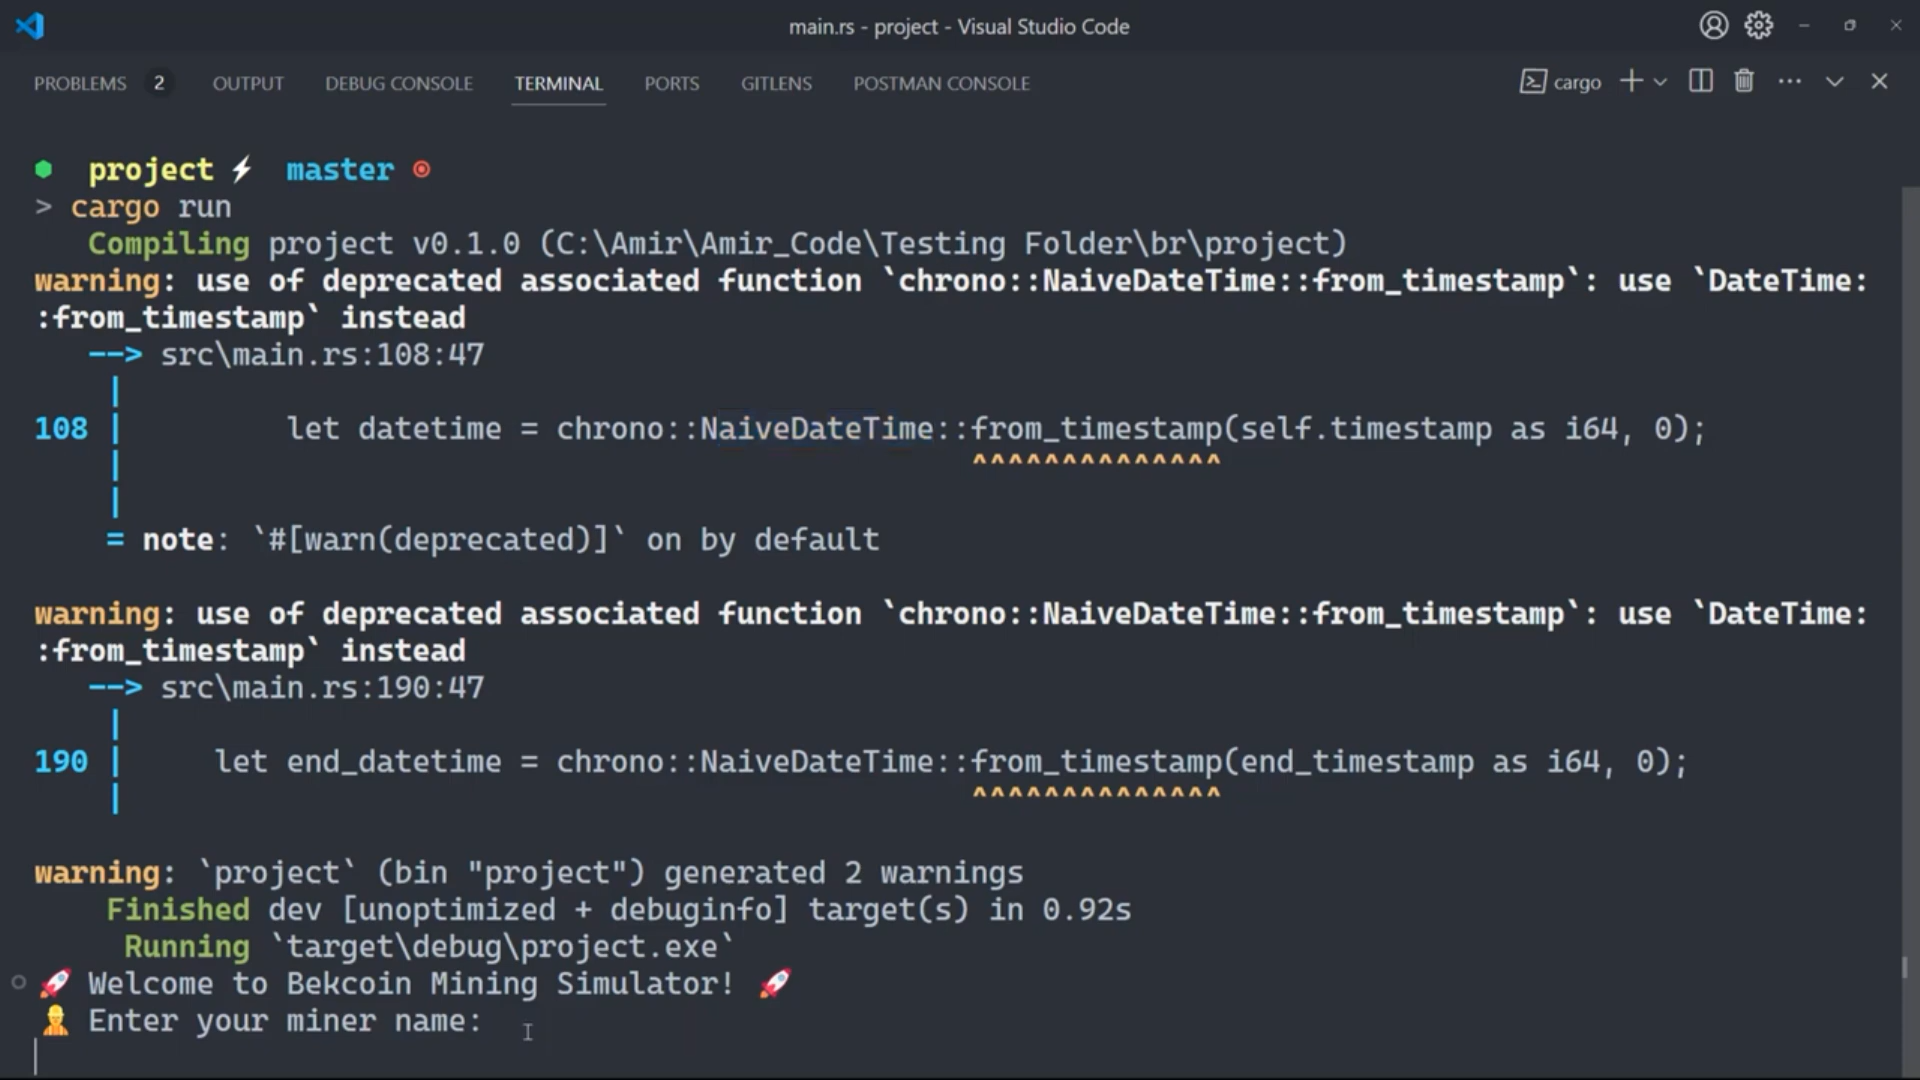 main.rs - project - Visual Studio Code
PROBLEMS 2 OUTPUT DEBUG CONSOLE TERMINAL PORTS GITLENS POSTMAN CONSOLE cargo
project ⚡ master
> cargo run
Compiling project v0.1.0 (C:\Amir\Amir_Code\Testing Folder\br\project)
warning: use of deprecated associated function `chrono::NaiveDateTime::from_timestamp`: use `DateTime:
:from_timestamp` instead
--> src\main.rs:108:47
|
108 | let datetime = chrono::NaiveDateTime::from_timestamp(self.timestamp as i64, 0);
| ^^^^^^^^^^^^^^
|
= note: `#[warn(deprecated)]` on by default
warning: use of deprecated associated function `chrono::NaiveDateTime::from_timestamp`: use `DateTime:
:from_timestamp` instead
--> src\main.rs:190:47
|
190 | let end_datetime = chrono::NaiveDateTime::from_timestamp(end_timestamp as i64, 0);
| ^^^^^^^^^^^^^^
warning: `project` (bin "project") generated 2 warnings
Finished dev [unoptimized + debuginfo] target(s) in 0.92s
Running `target\debug\project.exe`
🚀 Welcome to Bekcoin Mining Simulator! 🚀
👷 Enter your miner name: